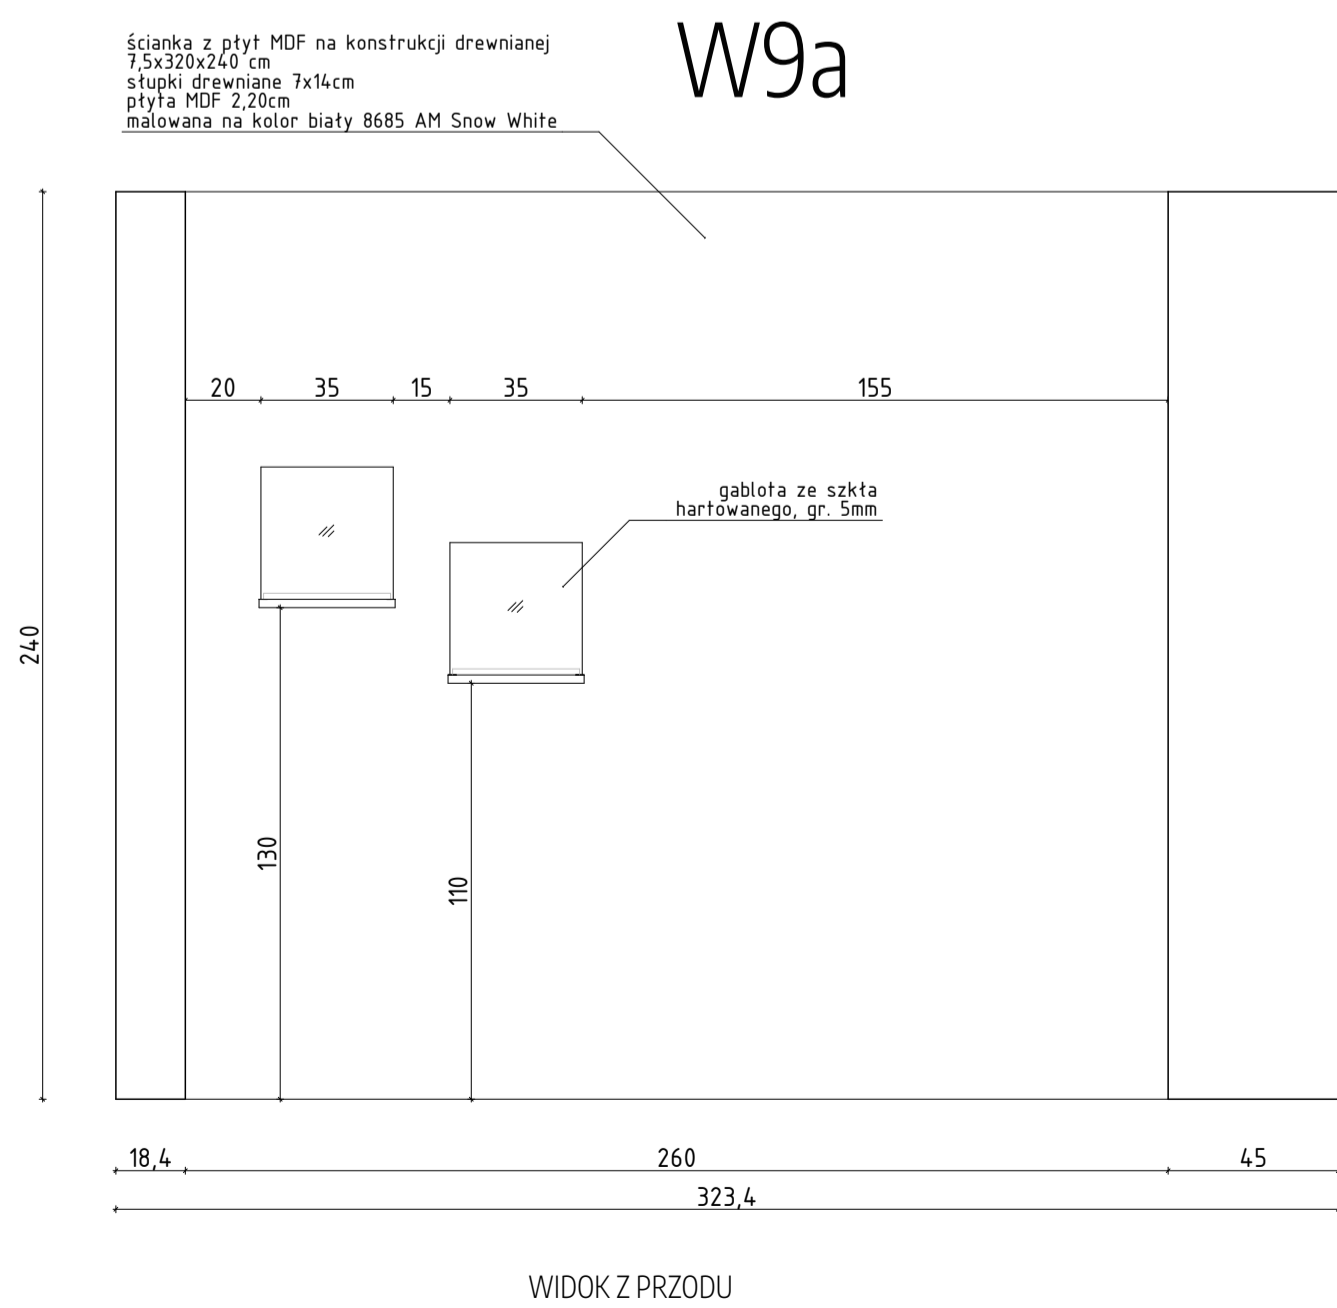 W9a
ścianka z płyt MDF na konstrukcji drewnianej
7,5x320x240 cm
słupki drewniane 7x14cm
płyta MDF 2,20cm
malowana na kolor biały 8685 AM Snow White
20 35 15 35 155
gablota ze szkła
hartowanego, gr. 5mm
240
130
110
18,4 260 45
323,4
WIDOK Z PRZODU